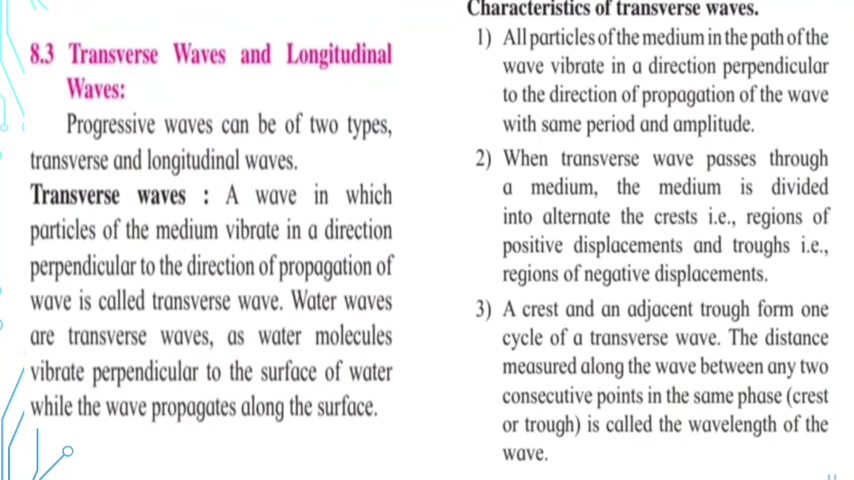 8.3 Transverse Waves and Longitudinal
Waves:
Progressive waves can be of two types,
transverse and longitudinal waves.
Transverse waves : A wave in which
particles of the medium vibrate in a direction
perpendicular to the direction of propagation of
wave is called transverse wave. Water waves
are transverse waves, as water molecules
vibrate perpendicular to the surface of water
while the wave propagates along the surface.
Characteristics of transverse waves.
1) All particles of the medium in the path of the
wave vibrate in a direction perpendicular
to the direction of propagation of the wave
with same period and amplitude.
2) When transverse wave passes through
a medium, the medium is divided
into alternate the crests i.e., regions of
positive displacements and troughs i.e.,
regions of negative displacements.
3) A crest and an adjacent trough form one
cycle of a transverse wave. The distance
measured along the wave between any two
consecutive points in the same phase (crest
or trough) is called the wavelength of the
wave.